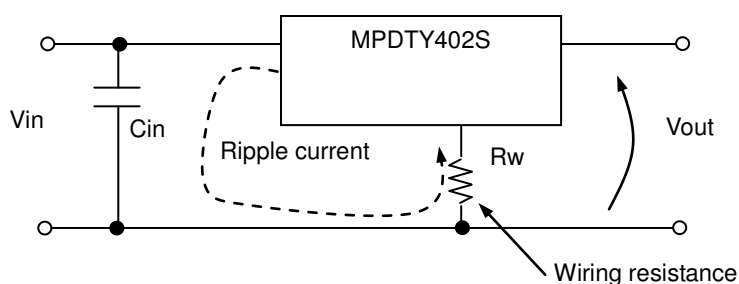 MPDTY402S
Vin
Cin
Ripple current
Rw
Vout
Wiring resistance